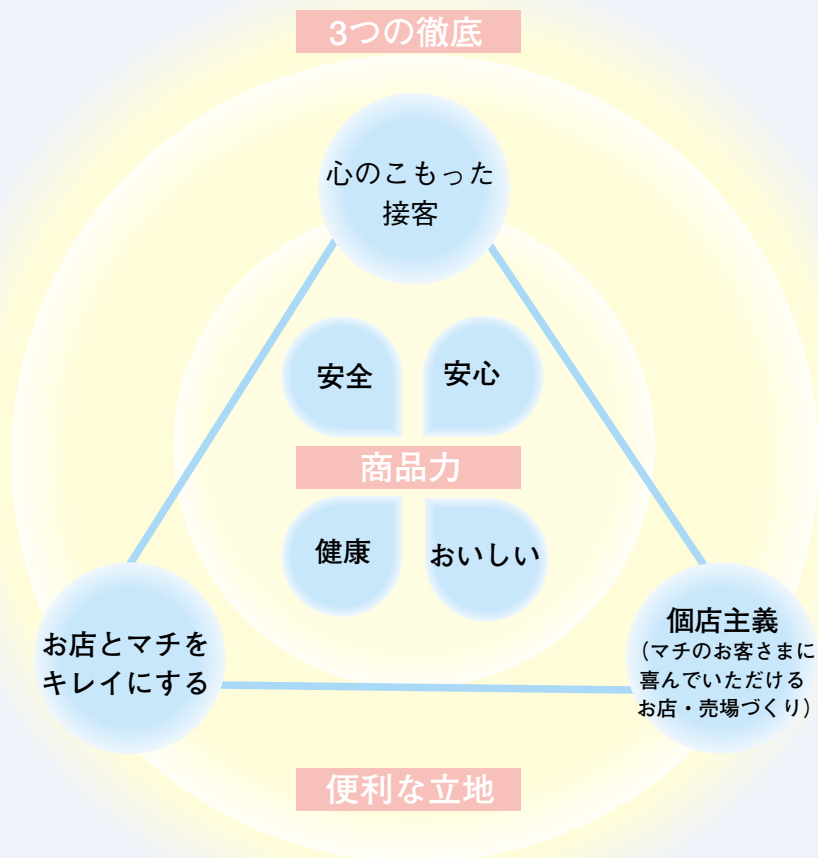 3つの徹底
心のこもった
接客
安全
安心
商品力
健康
おいしい
お店とマチを
キレイにする
個店主義
(マチのお客さまに
喜んでいただける
お店・売場づくり)
便利な立地